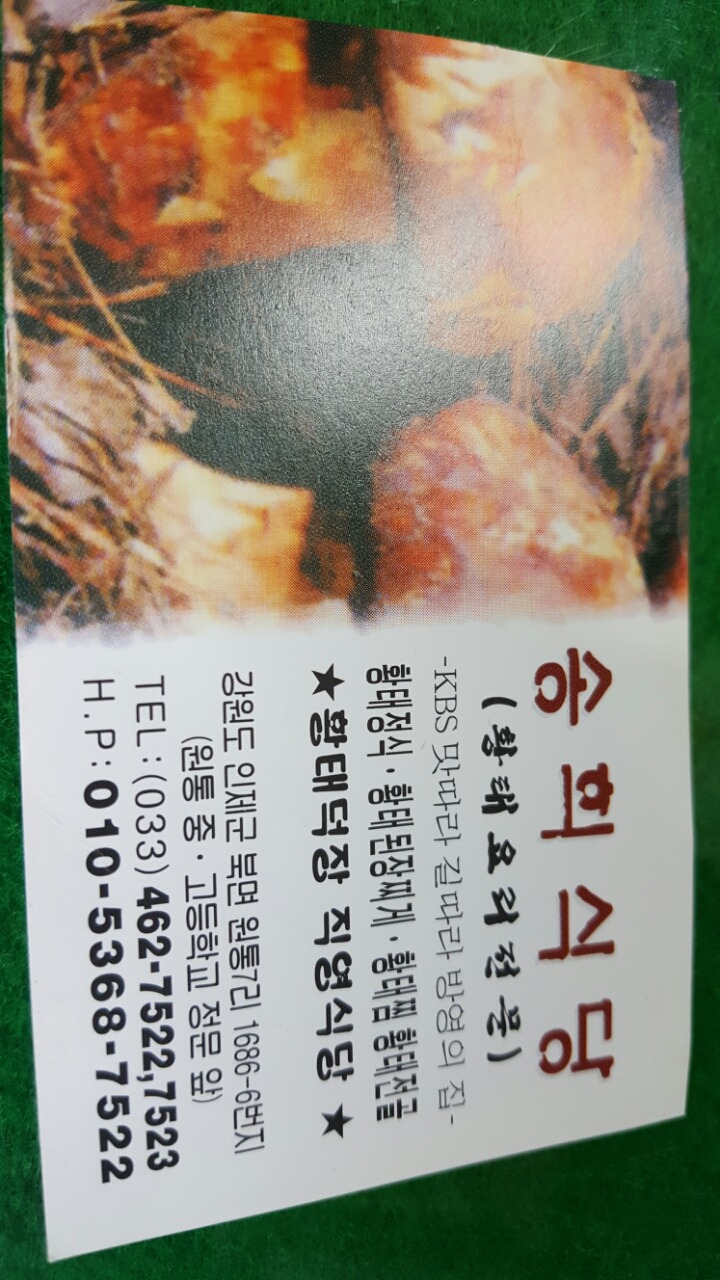 송희식당
(황태요리전문)
-KBS 맛따라 길따라 방영의 집-
황태정식·황태된장찌게·황태찜 황태전골
★황태덕장 직영식당★
강원도 인제군 북면 원통7리 1686-6번지
(원통 중·고등학교 정문 앞)
TEL:(033)462-7522,7523
H.P:010-5368-7522